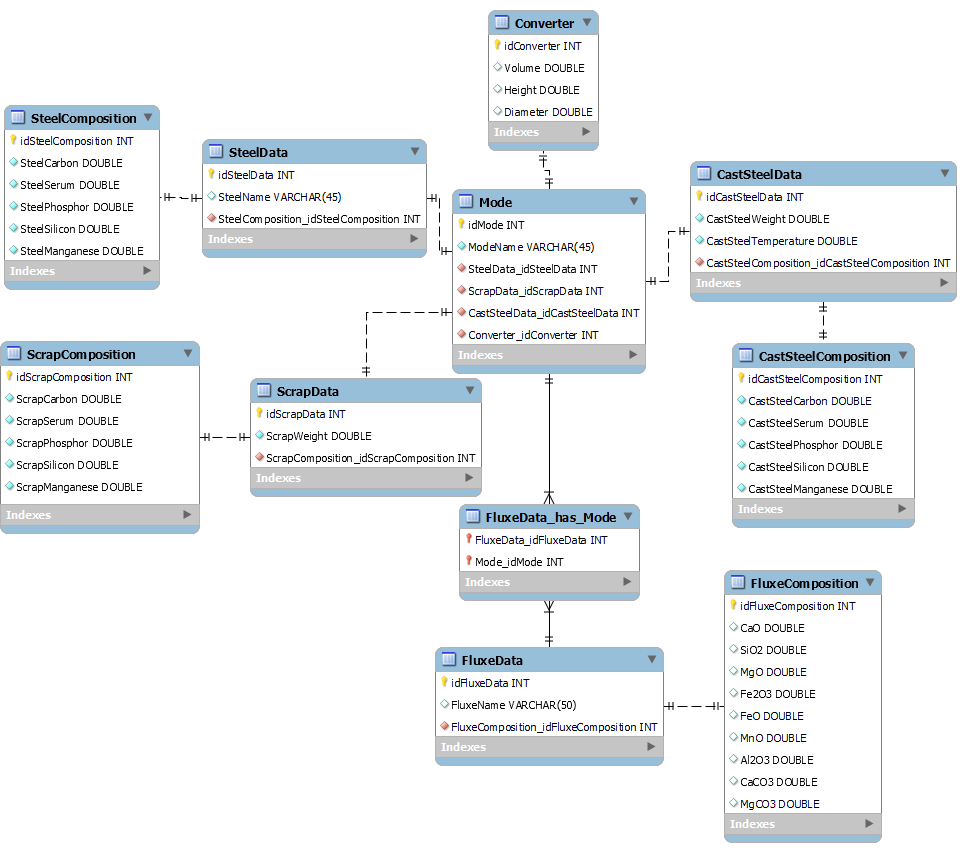 Converter
idConverter INT
Volume DOUBLE
Height DOUBLE
Diameter DOUBLE
Indexes
SteelComposition
idSteelComposition INT
SteelCarbon DOUBLE
SteelSerum DOUBLE
SteelPhosphor DOUBLE
SteelSilicon DOUBLE
SteelManganese DOUBLE
Indexes
SteelData
idSteelData INT
SteelName VARCHAR(45)
SteelComposition_idSteelComposition INT
Indexes
Mode
idMode INT
ModeName VARCHAR(45)
SteelData_idSteelData INT
ScrapData_idScrapData INT
CastSteelData_idCastSteelData INT
Converter_idConverter INT
Indexes
CastSteelData
idCastSteelData INT
CastSteelWeight DOUBLE
CastSteelTemperature DOUBLE
CastSteelComposition_idCastSteelComposition INT
Indexes
ScrapComposition
idScrapComposition INT
ScrapCarbon DOUBLE
ScrapSerum DOUBLE
ScrapPhosphor DOUBLE
ScrapSilicon DOUBLE
ScrapManganese DOUBLE
Indexes
ScrapData
idScrapData INT
ScrapWeight DOUBLE
ScrapComposition_idScrapComposition INT
Indexes
CastSteelComposition
idCastSteelComposition INT
CastSteelCarbon DOUBLE
CastSteelSerum DOUBLE
CastSteelPhosphor DOUBLE
CastSteelSilicon DOUBLE
CastSteelManganese DOUBLE
Indexes
FluxeData_has_Mode
FluxeData_idFluxeData INT
Mode_idMode INT
Indexes
FluxeData
idFluxeData INT
FluxeName VARCHAR(50)
FluxeComposition_idFluxeComposition INT
Indexes
FluxeComposition
idFluxeComposition INT
CaO DOUBLE
SiO2 DOUBLE
MgO DOUBLE
Fe2O3 DOUBLE
FeO DOUBLE
MnO DOUBLE
Al2O3 DOUBLE
CaCO3 DOUBLE
MgCO3 DOUBLE
Indexes